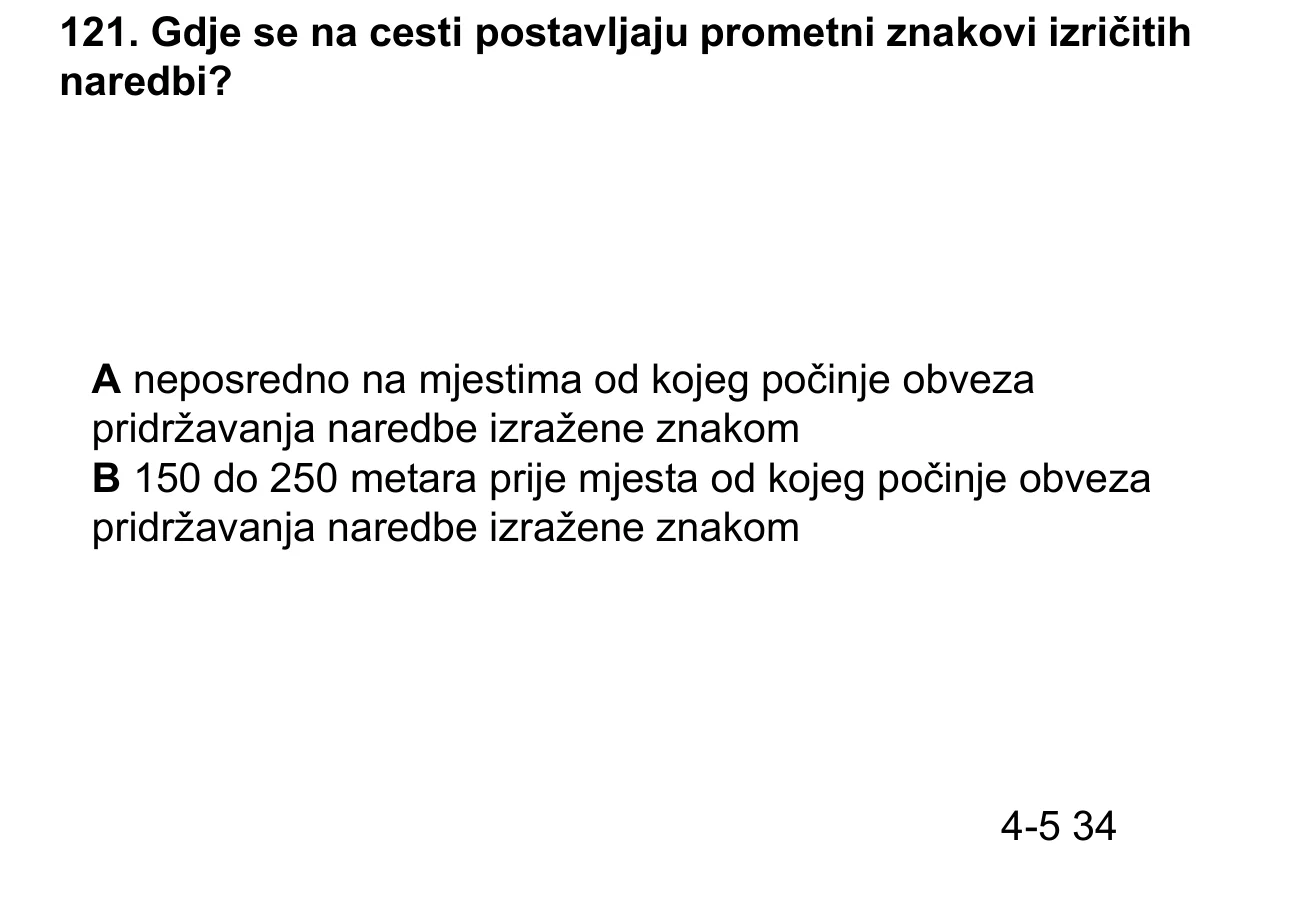 121. Gdje se na cesti postavljaju prometni znakovi izričitih
naredbi?
A neposredno na mjestima od kojeg počinje obveza
pridržavanja naredbe izražene znakom
B 150 do 250 metara prije mjesta od kojeg počinje obveza
pridržavanja naredbe izražene znakom
4-5 34